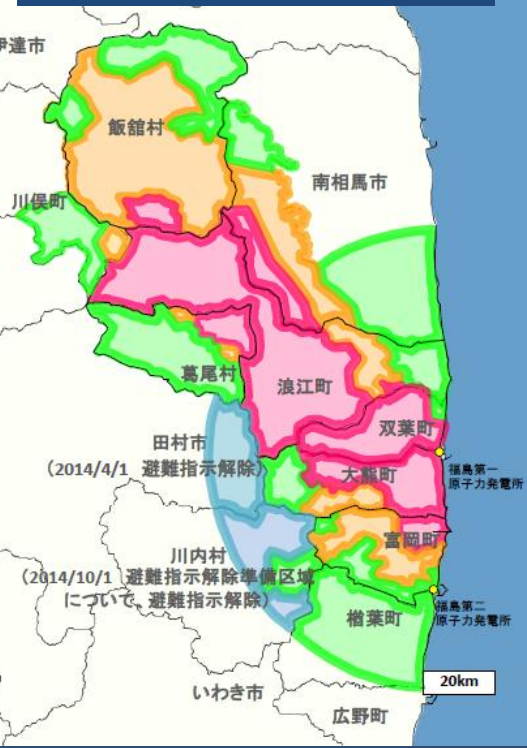 伊達市
飯舘村
南相馬市
川俣町
葛尾村
浪江町
双葉町
田村市
（2014/4/1　避難指示解除）
福島第一
原子力発電所
大熊町
富岡町
川内村
（2014/10/1　避難指示解除準備区域
について、避難指示解除）
福島第二
原子力発電所
楢葉町
20km
いわき市
広野町